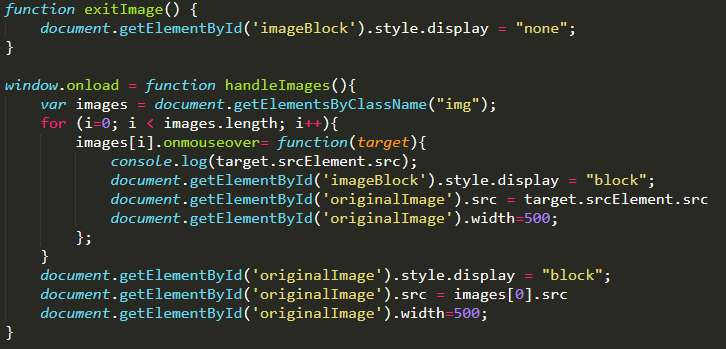 function exitImage() {
    document.getElementById('imageBlock').style.display = "none";
}

window.onload = function handleImages(){
    var images = document.getElementsByClassName("img");
    for (i=0; i < images.length; i++){
        images[i].onmouseover= function(target){
            console.log(target.srcElement.src);
            document.getElementById('imageBlock').style.display = "block";
            document.getElementById('originalImage').src = target.srcElement.src
            document.getElementById('originalImage').width=500;
        };
    }
    document.getElementById('originalImage').style.display = "block";
    document.getElementById('originalImage').src = images[0].src
    document.getElementById('originalImage').width=500;
}